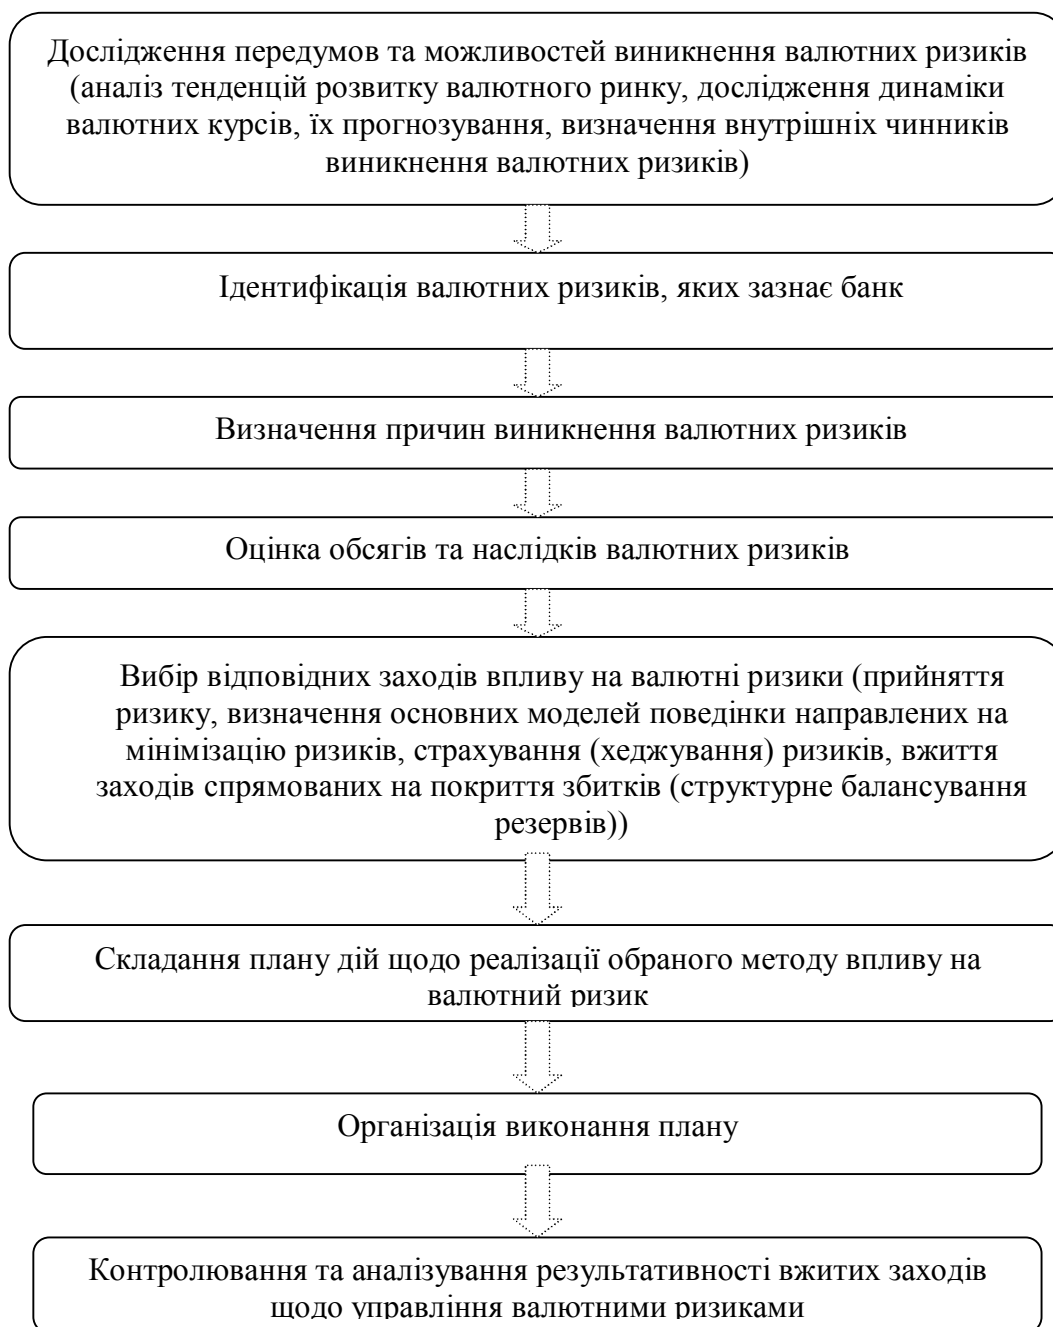 Дослідження передумов та можливостей виникнення валютних ризиків
(аналіз тенденцій розвитку валютного ринку, дослідження динаміки
валютних курсів, їх прогнозування, визначення внутрішніх чинників
виникнення валютних ризиків)
Ідентифікація валютних ризиків, яких зазнає банк
Визначення причин виникнення валютних ризиків
Оцінка обсягів та наслідків валютних ризиків
Вибір відповідних заходів впливу на валютні ризики (прийняття
ризику, визначення основних моделей поведінки направлених на
мінімізацію ризиків, страхування (хеджування) ризиків, вжиття
заходів спрямованих на покриття збитків (структурне балансування
резервів))
Складання плану дій щодо реалізації обраного методу впливу на
валютний ризик
Організація виконання плану
Контролювання та аналізування результативності вжитих заходів
щодо управління валютними ризиками